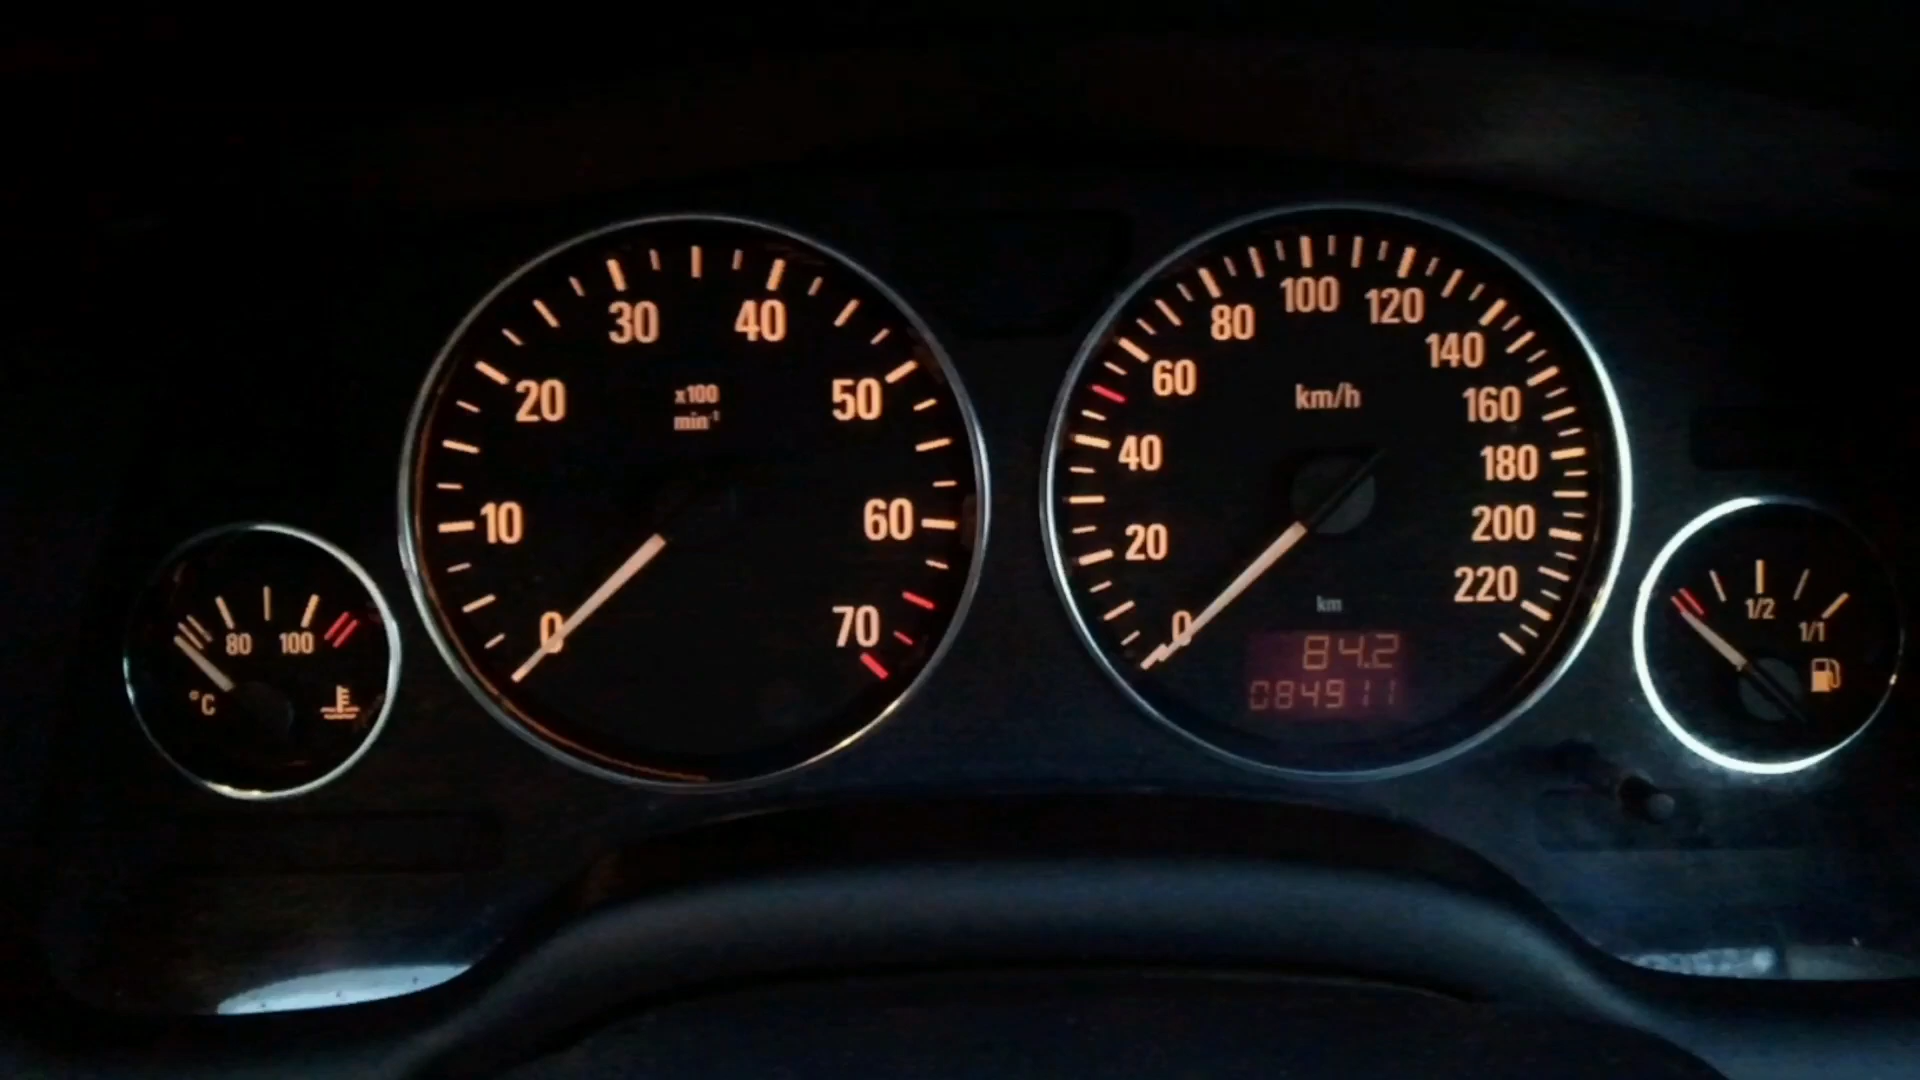 80 100
°C
0 10 20 30 40 50 60 70
x100
min⁻¹
0 20 40 60 80 100 120 140 160 180 200 220
km/h
km
84.2
084911
1/2
1/1